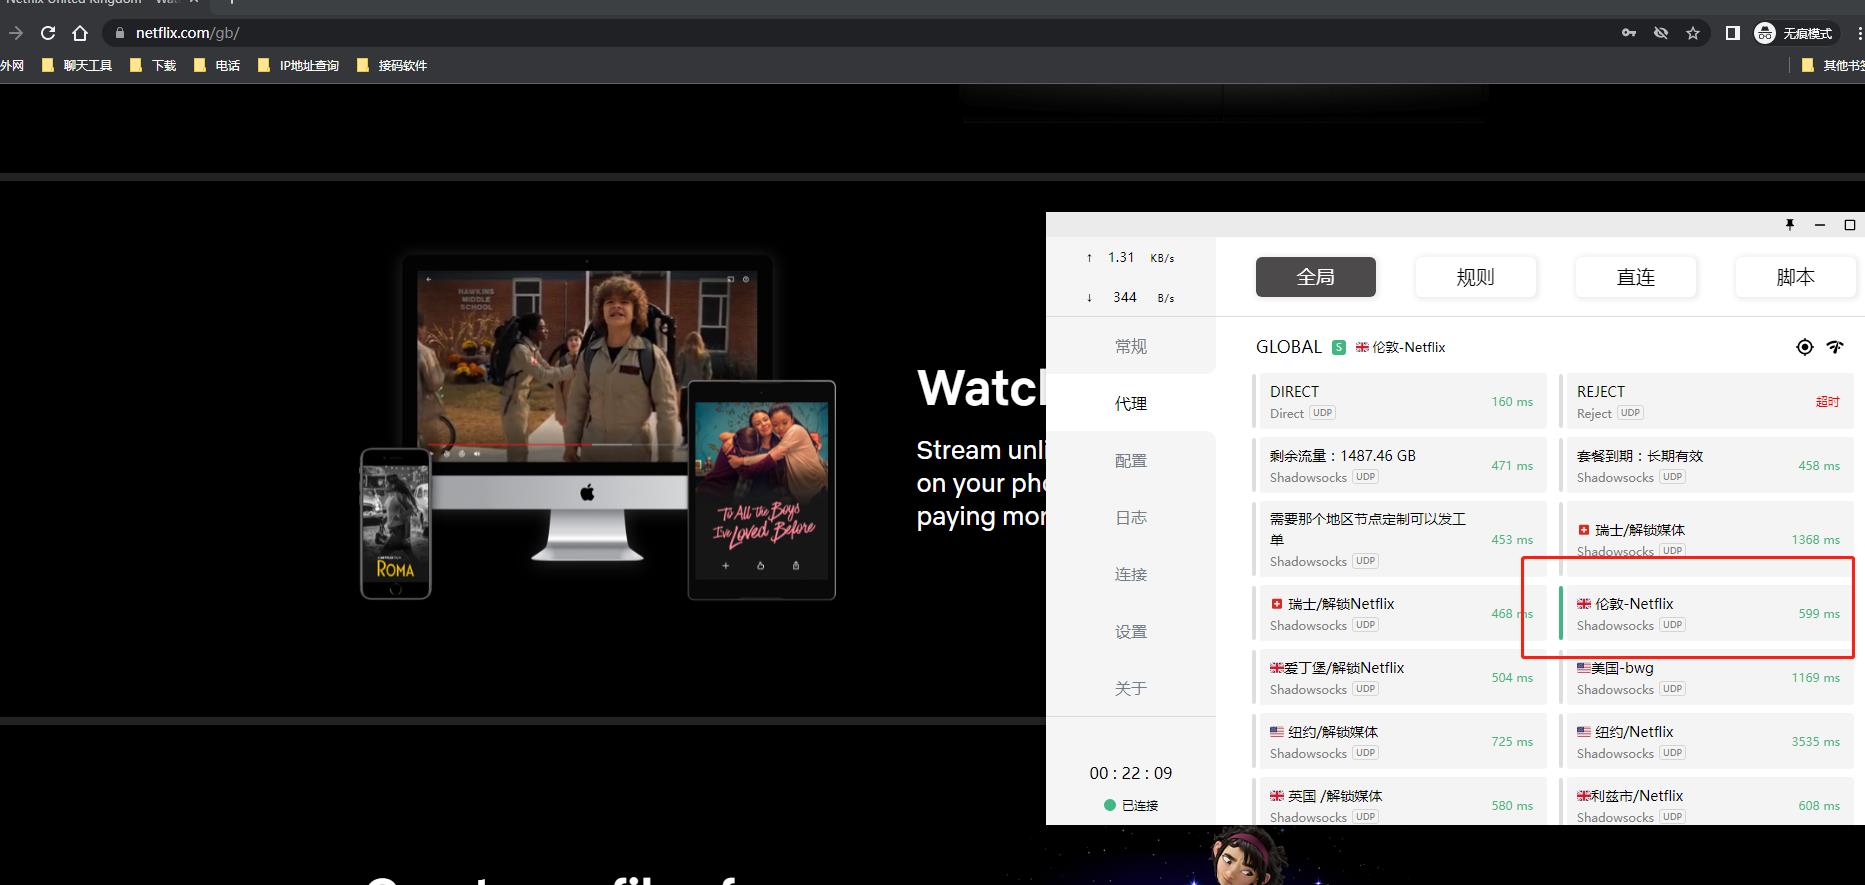 netflix.com/gb/
无痕模式
外网
聊天工具
下载
电话
IP地址查询
接码软件
HAWKINS
MIDDLE
SCHOOL
ROMA
To All the Boys
I've Loved Before
Watch
Stream unli
on your pho
paying mor
↑ 1.31 KB/s
↓ 344 B/s
常规
代理
配置
日志
连接
设置
关于
00 : 22 : 09
已连接
全局
规则
直连
脚本
GLOBAL S 伦敦-Netflix
DIRECT
Direct UDP
160 ms
REJECT
Reject UDP
超时
剩余流量：1487.46 GB
Shadowsocks UDP
471 ms
套餐到期：长期有效
Shadowsocks UDP
458 ms
需要那个地区节点定制可以发工
单
Shadowsocks UDP
453 ms
瑞士/解锁媒体
Shadowsocks UDP
1368 ms
瑞士/解锁Netflix
Shadowsocks UDP
468 ms
伦敦-Netflix
Shadowsocks UDP
599 ms
爱丁堡/解锁Netflix
Shadowsocks UDP
504 ms
美国-bwg
Shadowsocks UDP
1169 ms
纽约/解锁媒体
Shadowsocks UDP
725 ms
纽约/Netflix
Shadowsocks UDP
3535 ms
英国 /解锁媒体
Shadowsocks UDP
580 ms
利兹市/Netflix
Shadowsocks UDP
608 ms